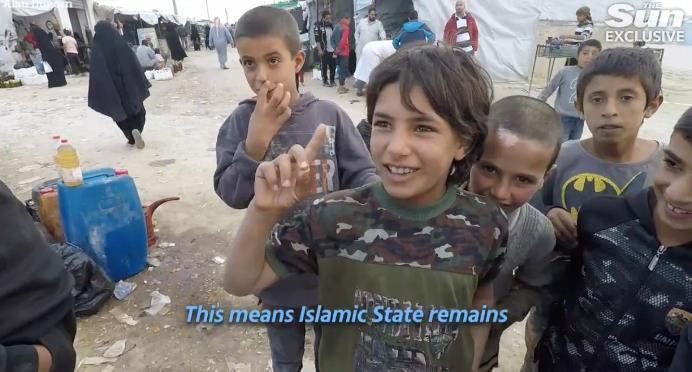 THE
Sun
EXCLUSIVE
This means Islamic State remains